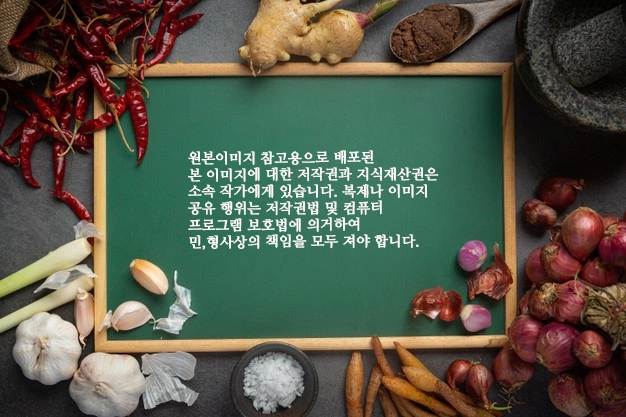 원본이미지 참고용으로 배포된
본 이미지에 대한 저작권과 지식재산권은
소속 작가에게 있습니다. 복제나 이미지
공유 행위는 저작권법 및 컴퓨터
프로그램 보호법에 의거하여
민,형사상의 책임을 모두 져야 합니다.